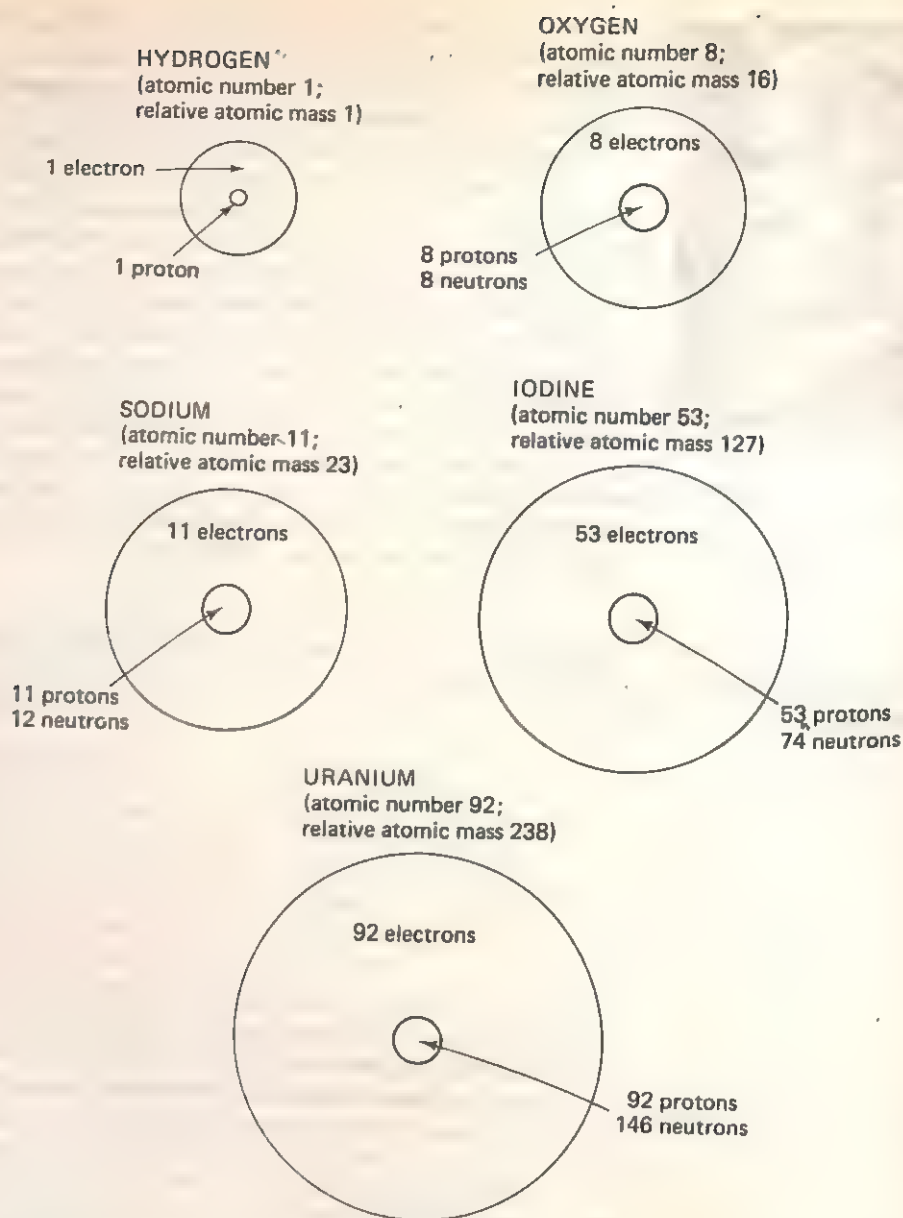 HYDROGEN
(atomic number 1;
relative atomic mass 1)
1 electron
1 proton
OXYGEN
(atomic number 8;
relative atomic mass 16)
8 electrons
8 protons
8 neutrons
SODIUM
(atomic number 11;
relative atomic mass 23)
11 electrons
11 protons
12 neutrons
IODINE
(atomic number 53;
relative atomic mass 127)
53 electrons
53 protons
74 neutrons
URANIUM
(atomic number 92;
relative atomic mass 238)
92 electrons
92 protons
146 neutrons